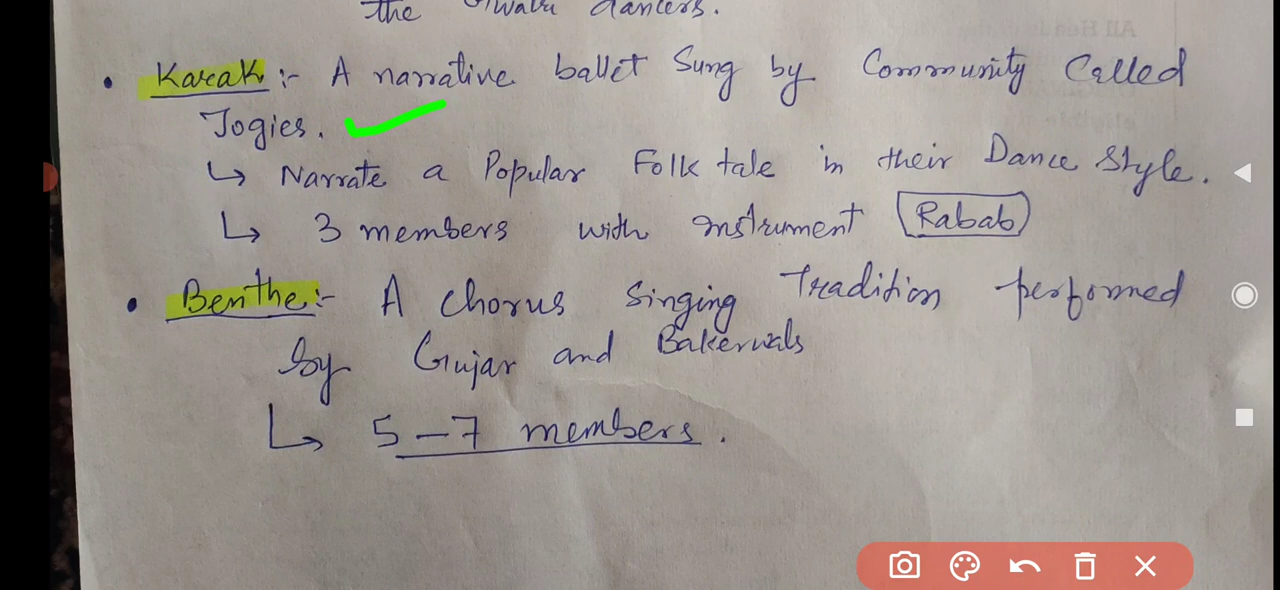 the Gwatri dancers.
• Karak :- A narrative ballet Sung by Community Called
Jogies.
↳ Narrate a Popular Folk tale in their Dance Style.
↳ 3 members with instrument Rabab
• Benthe :- A chorus Singing Tradition performed
by Gujar and Bakerwals
↳ 5-7 members.